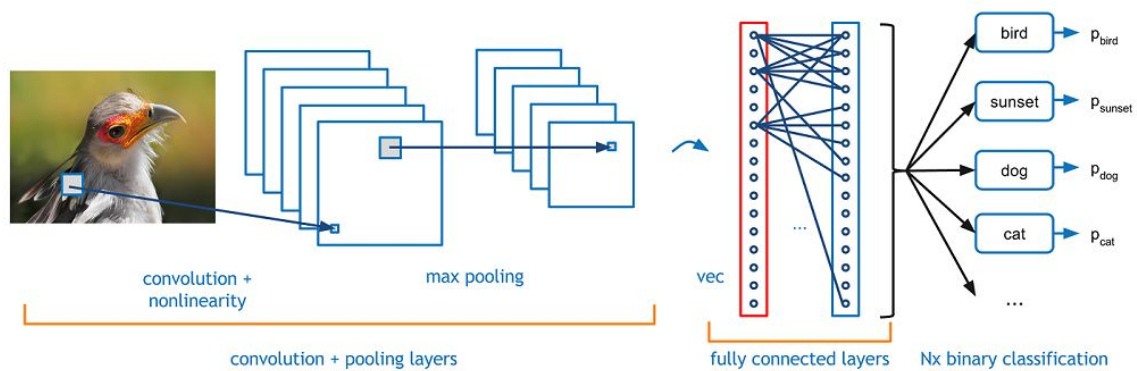 bird
p_bird
sunset
p_sunset
dog
p_dog
cat
p_cat
...
...
convolution +
nonlinearity
max pooling
vec
convolution + pooling layers
fully connected layers
Nx binary classification